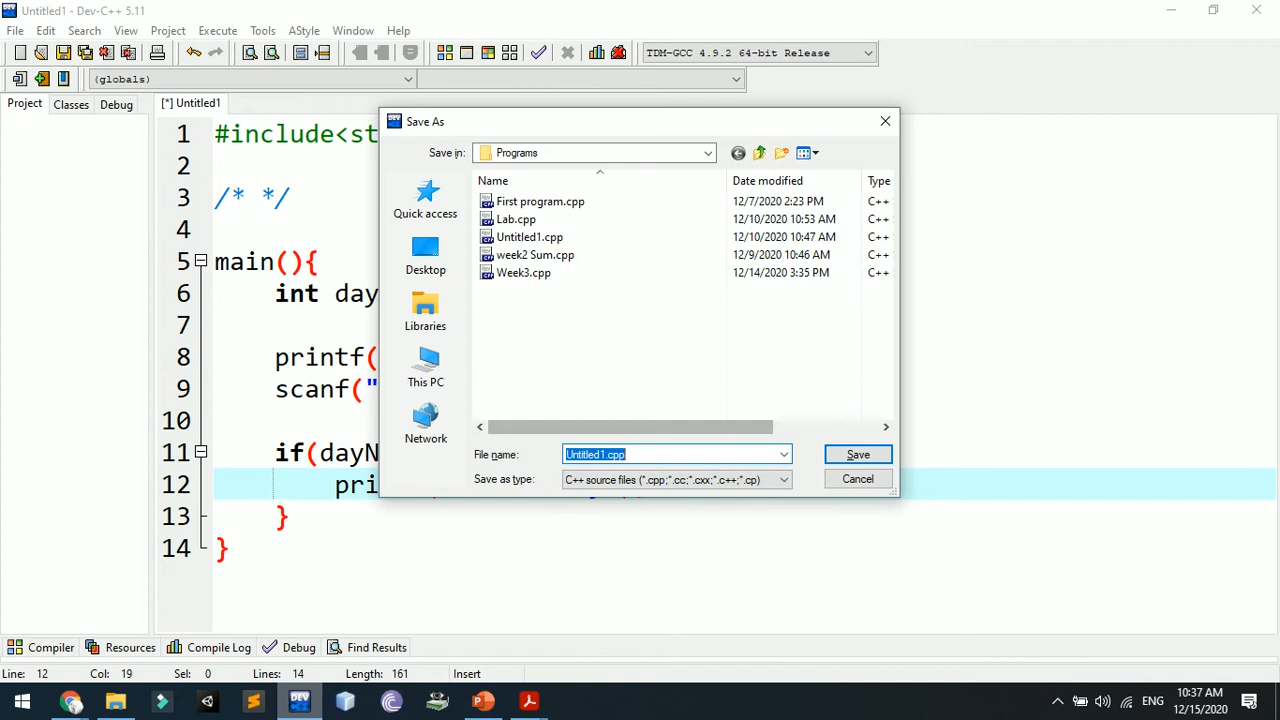 Untitled1 - Dev-C++ 5.11
File Edit Search View Project Execute Tools AStyle Window Help
TDM-GCC 4.9.2 64-bit Release
(globals)
Project Classes Debug [*] Untitled1
Save As
Save in: Programs
Name Date modified Type
First program.cpp 12/7/2020 2:23 PM C++
Lab.cpp 12/10/2020 10:53 AM C++
Untitled1.cpp 12/10/2020 10:47 AM C++
week2 Sum.cpp 12/9/2020 10:46 AM C++
Week3.cpp 12/14/2020 3:35 PM C++
Quick access
Desktop
Libraries
This PC
Network
File name: Untitled1.cpp Save
Save as type: C++ source files (*.cpp;*.cc;*.cxx;*.c++;*.cp) Cancel
1 #include<st
2
3 /* */
4
5 main(){
6 int day
7
8 printf(
9 scanf("
10
11 if(dayN
12 pri
13 }
14 }
Compiler Resources Compile Log Debug Find Results
Line: 12 Col: 19 Sel: 0 Lines: 14 Length: 161 Insert
DEV
ENG
10:37 AM
12/15/2020